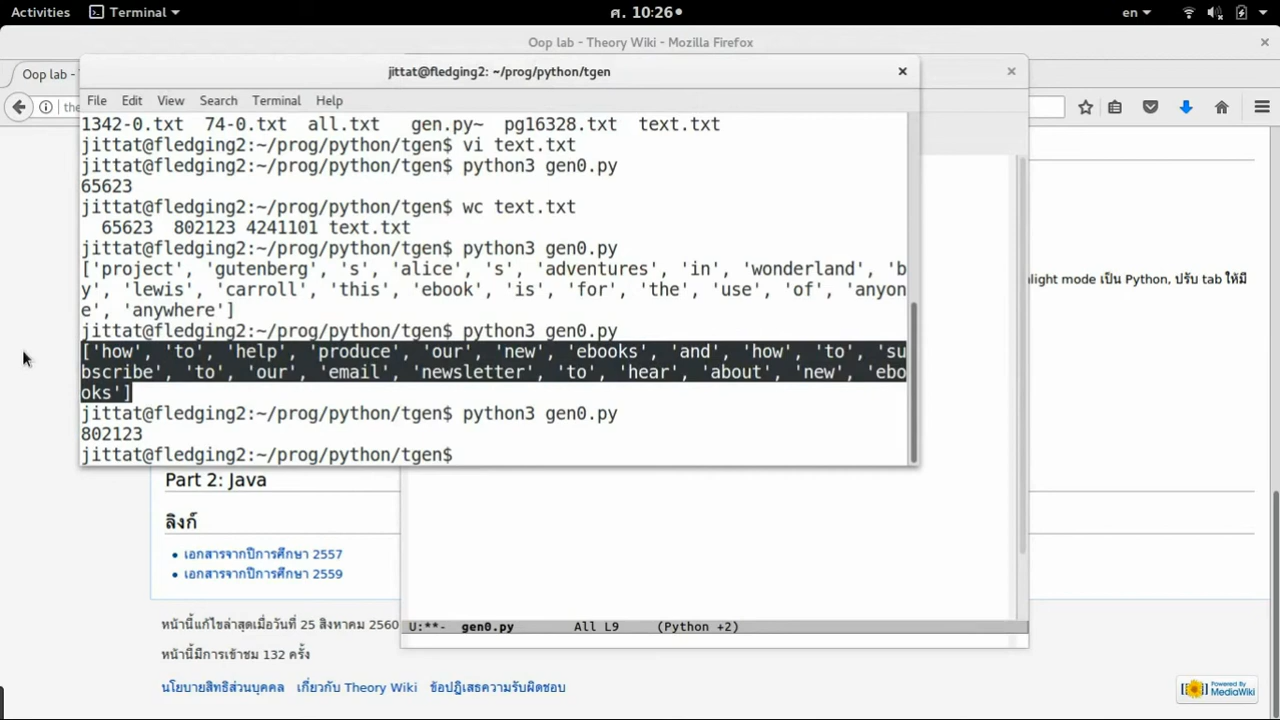 Activities Terminal ศ. 10:26 en
Oop lab - Theory Wiki - Mozilla Firefox
Oop lab -
jittat@fledging2: ~/prog/python/tgen
File Edit View Search Terminal Help
1342-0.txt 74-0.txt all.txt gen.py~ pg16328.txt text.txt
jittat@fledging2:~/prog/python/tgen$ vi text.txt
jittat@fledging2:~/prog/python/tgen$ python3 gen0.py
65623
jittat@fledging2:~/prog/python/tgen$ wc text.txt
65623 802123 4241101 text.txt
jittat@fledging2:~/prog/python/tgen$ python3 gen0.py
['project', 'gutenberg', 's', 'alice', 's', 'adventures', 'in', 'wonderland', 'b
y', 'lewis', 'carroll', 'this', 'ebook', 'is', 'for', 'the', 'use', 'of', 'anyon
e', 'anywhere']
jittat@fledging2:~/prog/python/tgen$ python3 gen0.py
['how', 'to', 'help', 'produce', 'our', 'new', 'ebooks', 'and', 'how', 'to', 'su
bscribe', 'to', 'our', 'email', 'newsletter', 'to', 'hear', 'about', 'new', 'ebo
oks']
jittat@fledging2:~/prog/python/tgen$ python3 gen0.py
802123
jittat@fledging2:~/prog/python/tgen$
light mode เป็น Python, ปรับ tab ให้มี
Part 2: Java
ลิงก์
เอกสารจากปีการศึกษา 2557
เอกสารจากปีการศึกษา 2559
หน้านี้แก้ไขล่าสุดเมื่อวันที่ 25 สิงหาคม 2560
หน้านี้มีการเข้าชม 132 ครั้ง
นโยบายสิทธิส่วนบุคคล เกี่ยวกับ Theory Wiki ข้อปฏิเสธความรับผิดชอบ
U:**- gen0.py All L9 (Python +2)
Powered By
MediaWiki